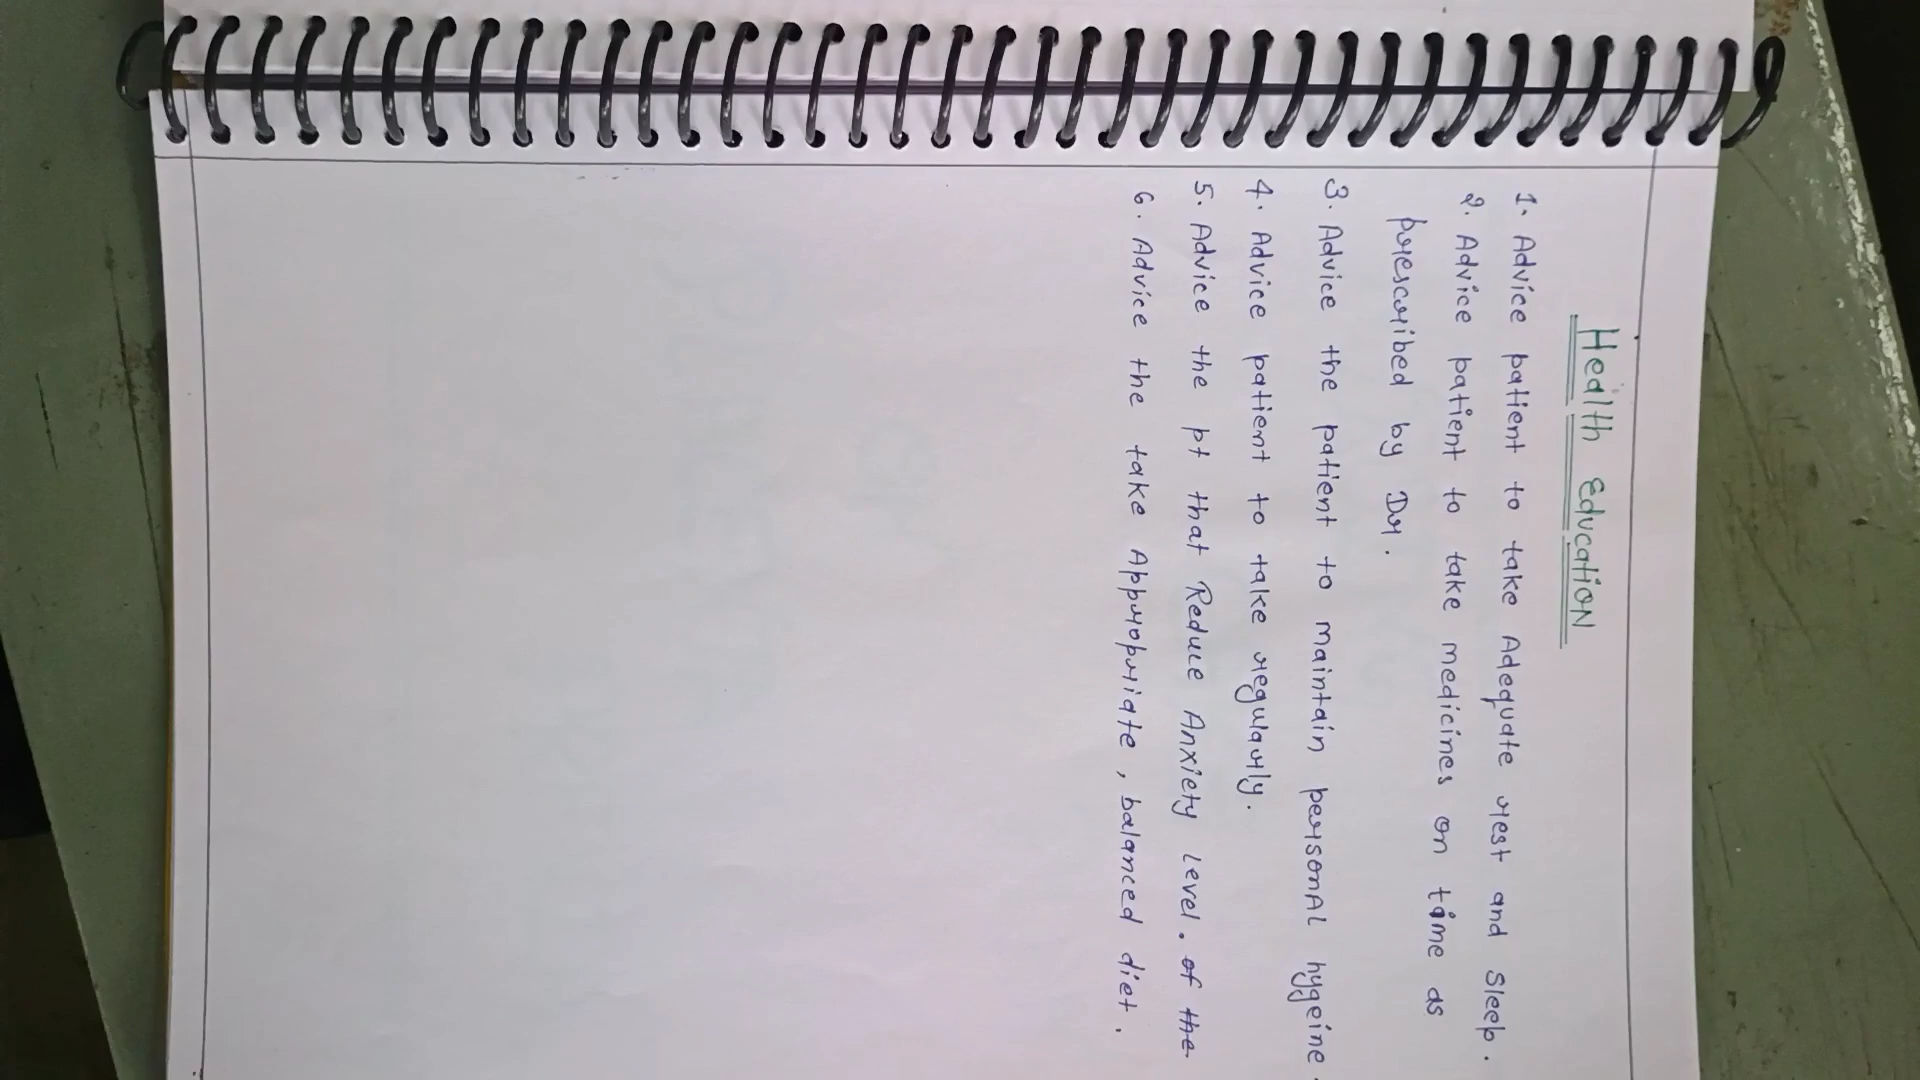 Health Education
1. Advice patient to take Adequate rest and Sleep.
2. Advice patient to take medicines on time as
prescribed by Dr.
3. Advice the patient to maintain personAl hygeine.
4. Advice patient to take regularly.
5. Advice the pt that Reduce Anxiety Level. of the
6. Advice the take Appropriate, balanced diet.